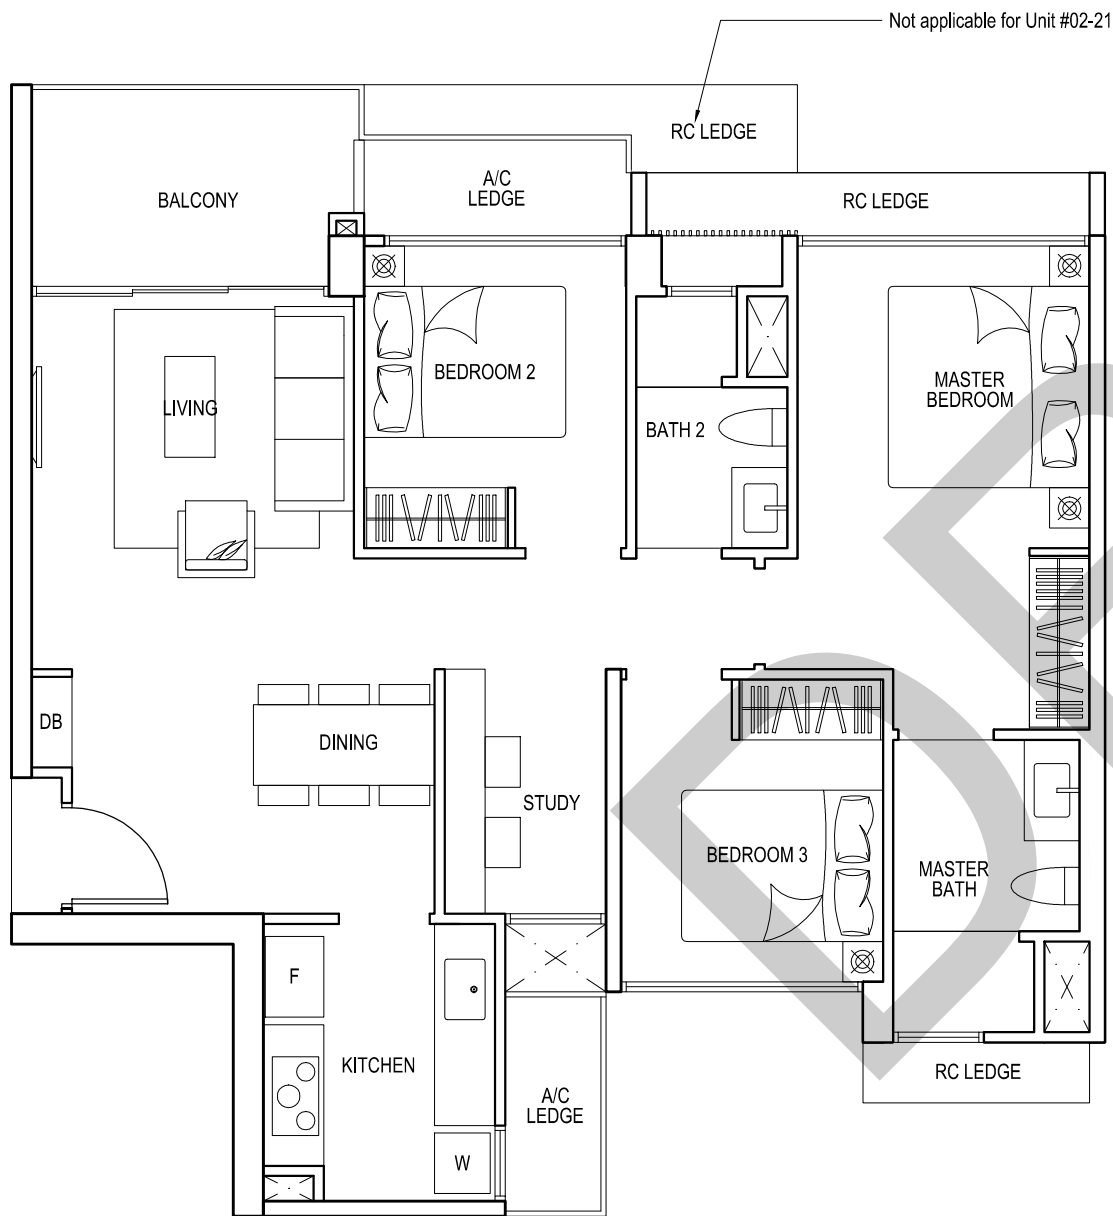 Not applicable for Unit #02-21
RC LEDGE
A/C
LEDGE
BALCONY
RC LEDGE
BEDROOM 2
MASTER
BEDROOM
LIVING
BATH 2
DB
DINING
STUDY
BEDROOM 3
MASTER
BATH
F
KITCHEN
RC LEDGE
A/C
LEDGE
W